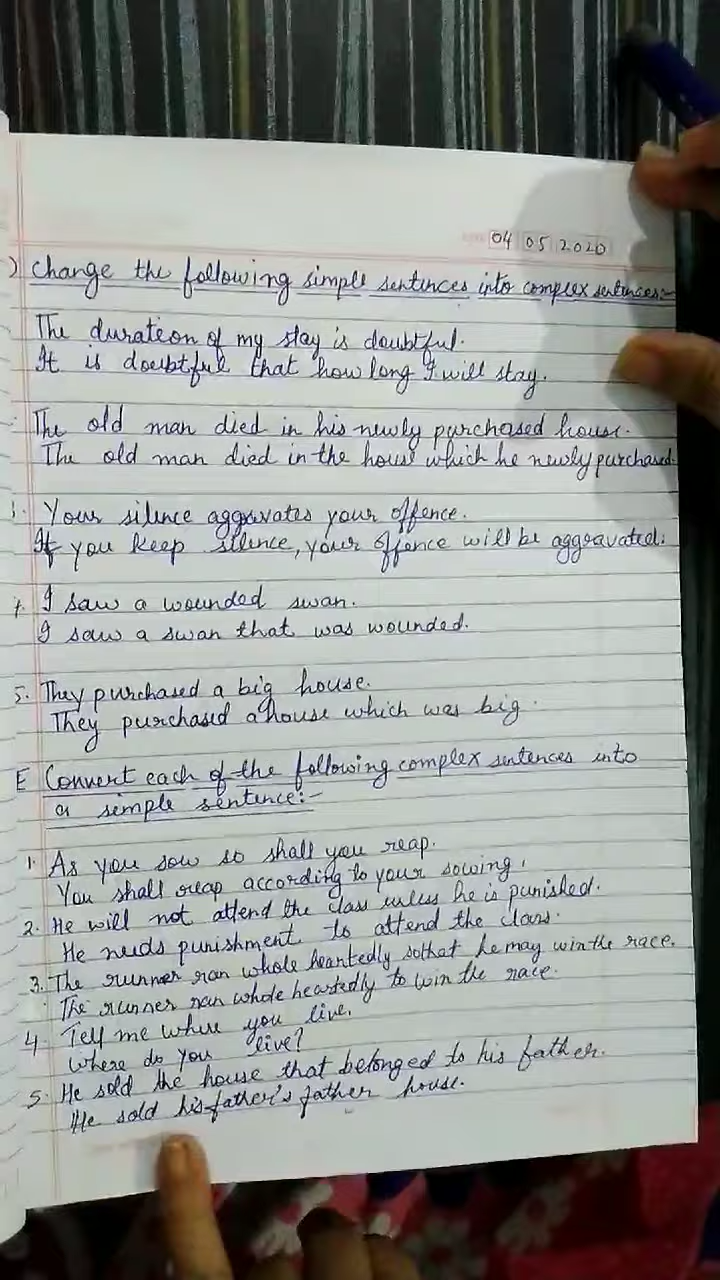 04 05 2020
) Change the following simple sentences into complex sentences:-
The duration of my stay is doubtful.
It is doubtful that how long I will stay.
The old man died in his newly purchased house.
The old man died in the house which he newly purchased.
3. Your silence aggravates your offence.
If you keep silence, your offence will be aggravated.
4. I saw a wounded swan.
I saw a swan that was wounded.
5. They purchased a big house.
They purchased a house which was big.
E Convert each of the following complex sentences into
a simple sentence:-
1. As you sow so shall you reap.
You shall reap according to your sowing.
2. He will not attend the class unless he is punished.
He needs punishment to attend the class.
3. The runner ran whole heartedly so that he may win the race.
The runner ran whole heartedly to win the race.
4. Tell me where you live.
Where do you live?
5. He sold the house that belonged to his father.
He sold his father's father house.